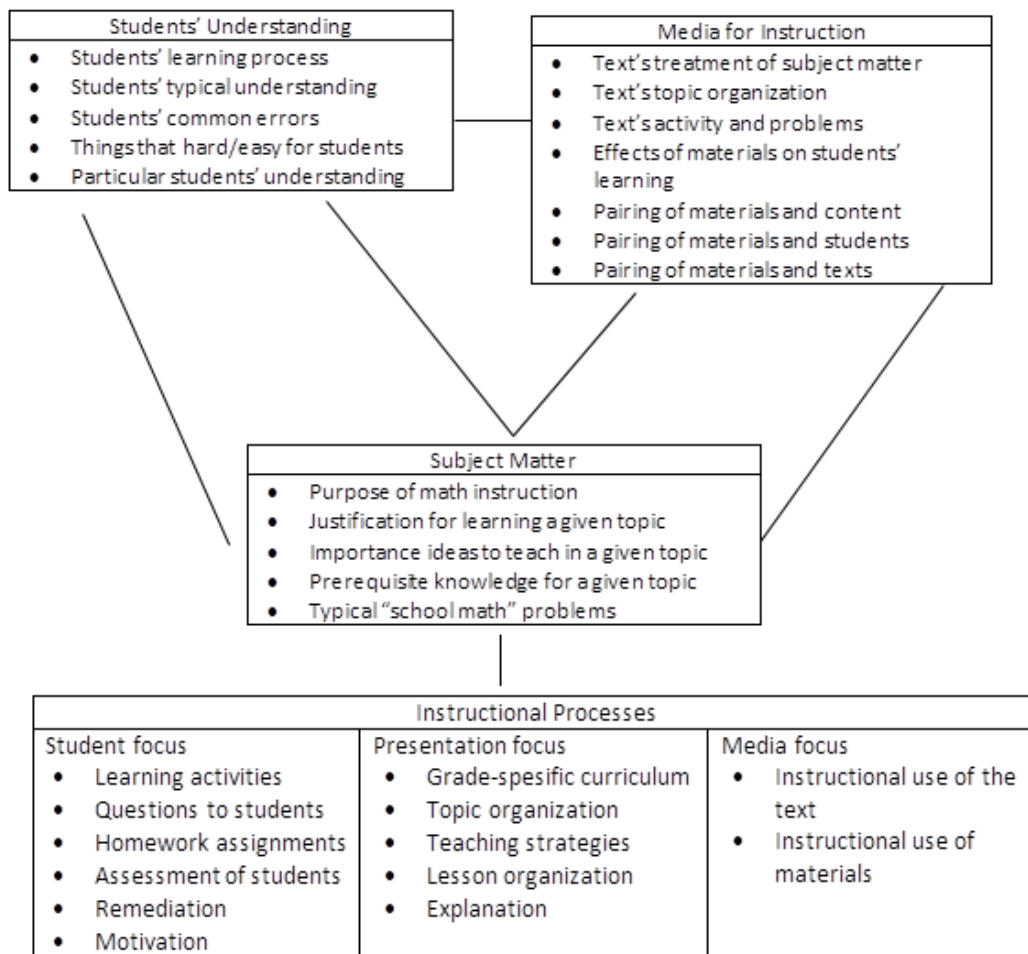 Students’ Understanding
• Students’ learning process
• Students’ typical understanding
• Students’ common errors
• Things that hard/easy for students
• Particular students’ understanding
Media for Instruction
• Text’s treatment of subject matter
• Text’s topic organization
• Text’s activity and problems
• Effects of materials on students’
learning
• Pairing of materials and content
• Pairing of materials and students
• Pairing of materials and texts
Subject Matter
• Purpose of math instruction
• Justification for learning a given topic
• Importance ideas to teach in a given topic
• Prerequisite knowledge for a given topic
• Typical “school math” problems
Instructional Processes
Student focus
• Learning activities
• Questions to students
• Homework assignments
• Assessment of students
• Remediation
• Motivation
Presentation focus
• Grade-spesific curriculum
• Topic organization
• Teaching strategies
• Lesson organization
• Explanation
Media focus
• Instructional use of the
text
• Instructional use of
materials